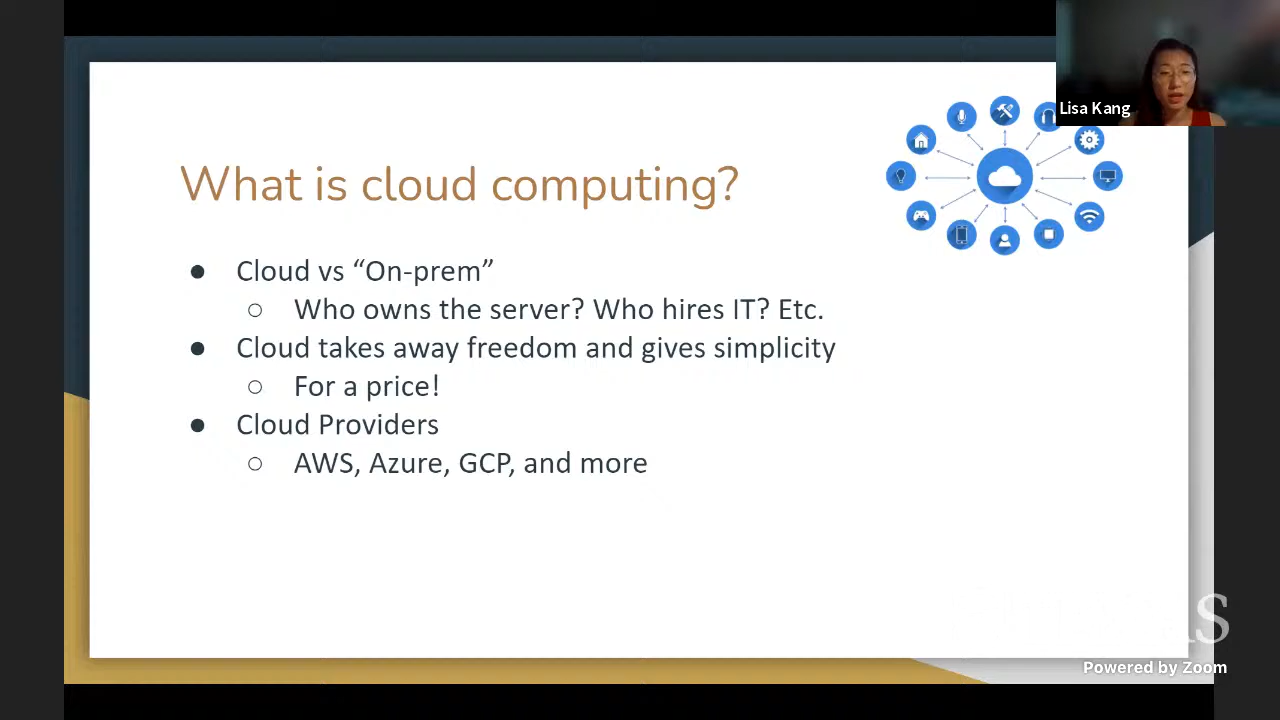 Lisa Kang
What is cloud computing?
● Cloud vs “On-prem”
○ Who owns the server? Who hires IT? Etc.
● Cloud takes away freedom and gives simplicity
○ For a price!
● Cloud Providers
○ AWS, Azure, GCP, and more
Powered by Zoom